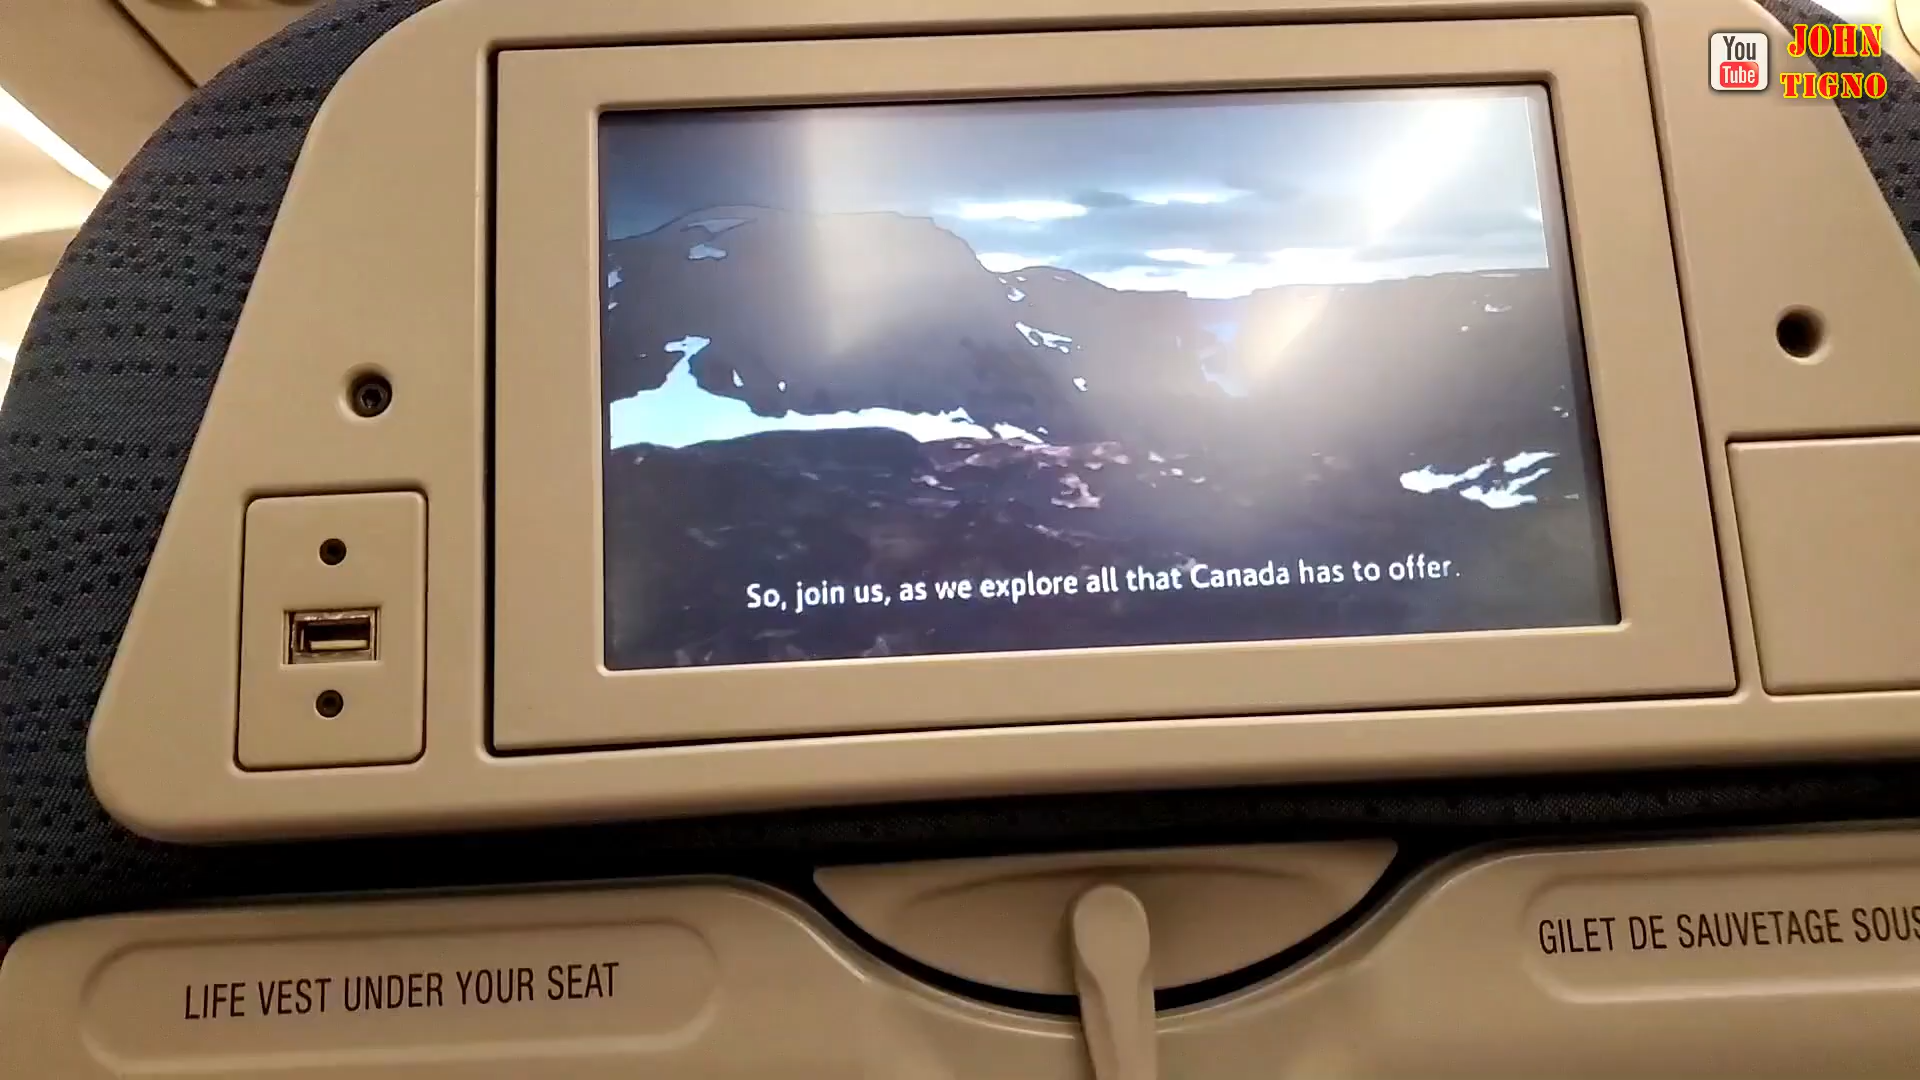 You
Tube
JOHN
TIGNO
So, join us, as we explore all that Canada has to offer.
LIFE VEST UNDER YOUR SEAT
GILET DE SAUVETAGE SOUS